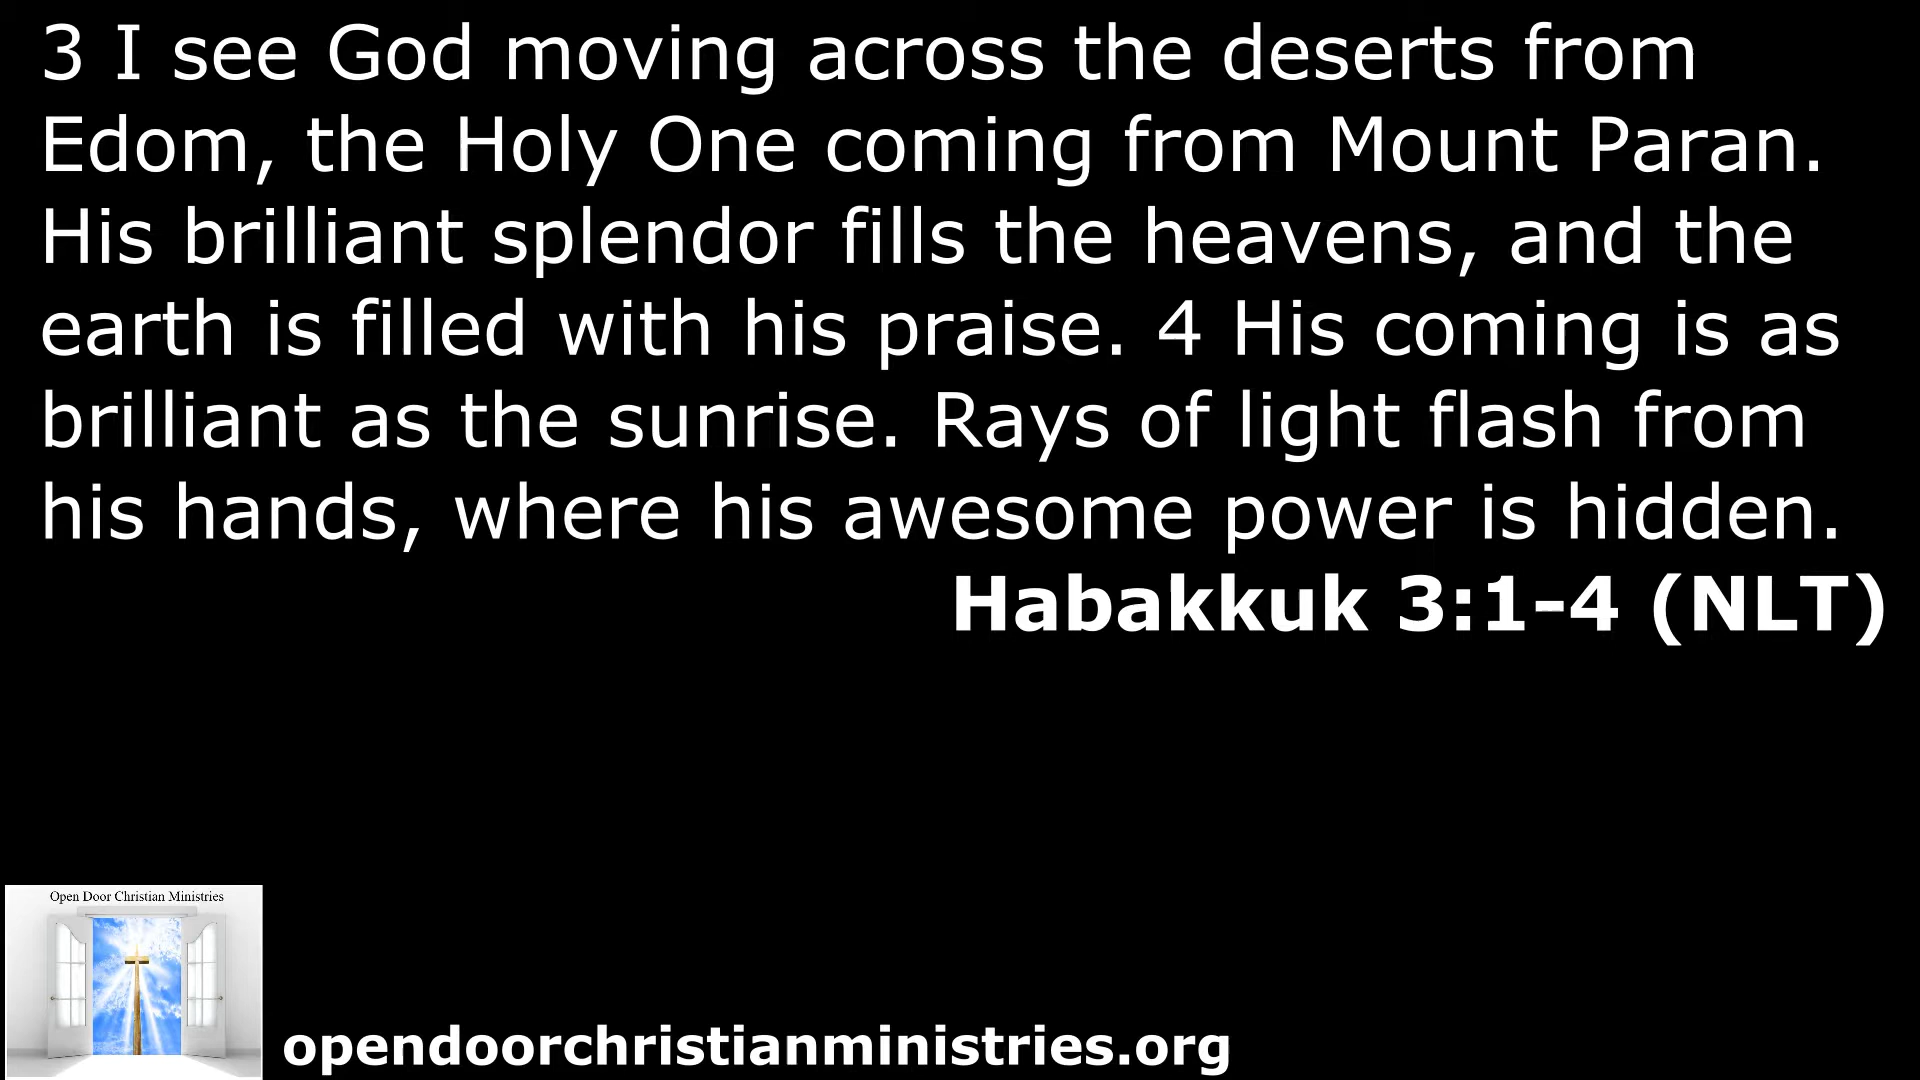 3 I see God moving across the deserts from
Edom, the Holy One coming from Mount Paran.
His brilliant splendor fills the heavens, and the
earth is filled with his praise. 4 His coming is as
brilliant as the sunrise. Rays of light flash from
his hands, where his awesome power is hidden.
Habakkuk 3:1-4 (NLT)
Open Door Christian Ministries
opendoorchristianministries.org